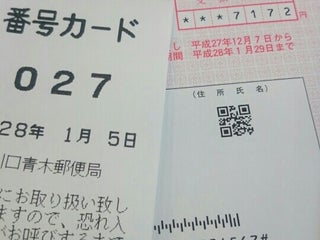 番号カード
027
28年 1月 5日
川口青木郵便局
にお取り扱い致し
ますので、恐れ入
***7172
平成27年12月7日から
期間 平成28年1月29日まで
(住所氏名)